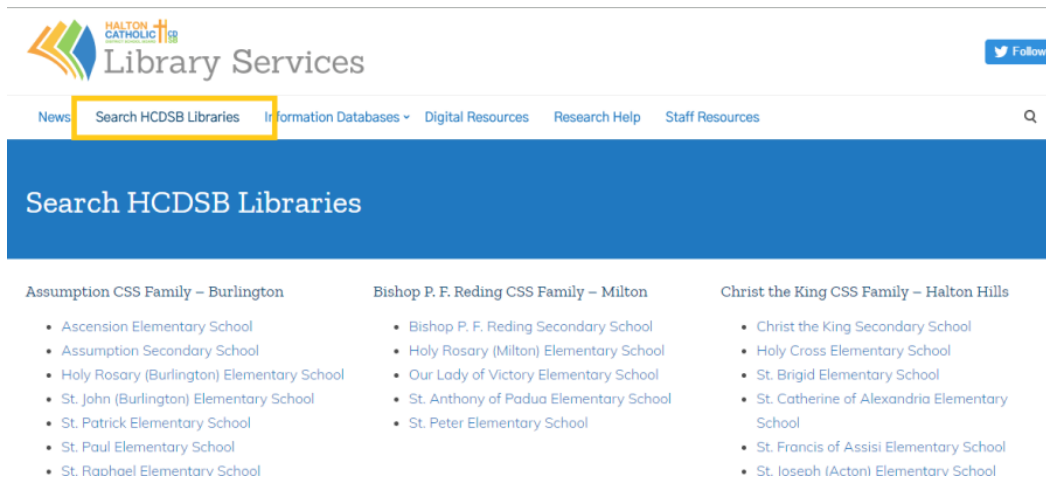 HALTON
CATHOLIC CD SB
DISTRICT SCHOOL BOARD
Library Services
Follow
News
Search HCDSB Libraries
Information Databases
Digital Resources
Research Help
Staff Resources
Search HCDSB Libraries
Assumption CSS Family – Burlington
Ascension Elementary School
Assumption Secondary School
Holy Rosary (Burlington) Elementary School
St. John (Burlington) Elementary School
St. Patrick Elementary School
St. Paul Elementary School
St. Raphael Elementary School
Bishop P. F. Reding CSS Family – Milton
Bishop P. F. Reding Secondary School
Holy Rosary (Milton) Elementary School
Our Lady of Victory Elementary School
St. Anthony of Padua Elementary School
St. Peter Elementary School
Christ the King CSS Family – Halton Hills
Christ the King Secondary School
Holy Cross Elementary School
St. Brigid Elementary School
St. Catherine of Alexandria Elementary
School
St. Francis of Assisi Elementary School
St. Joseph (Acton) Elementary School